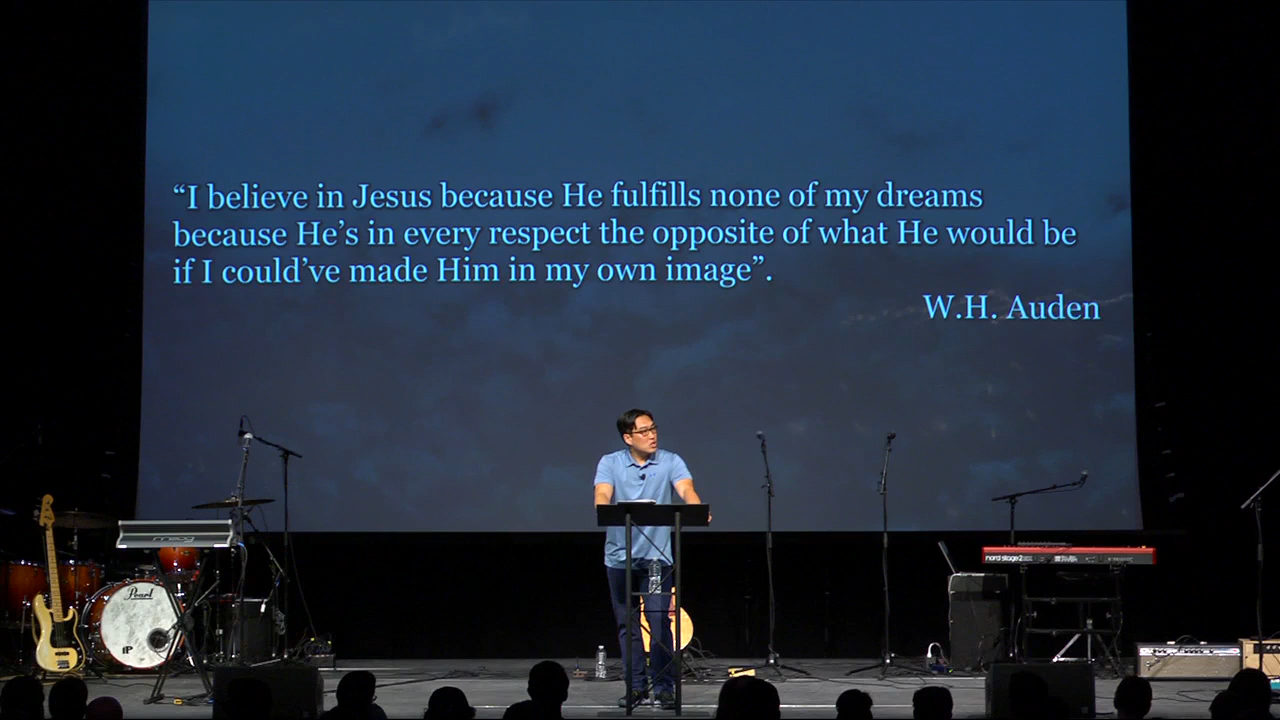 “I believe in Jesus because He fulfills none of my dreams
because He’s in every respect the opposite of what He would be
if I could’ve made Him in my own image”.
W.H. Auden
moog
nord stage 2
Pearl